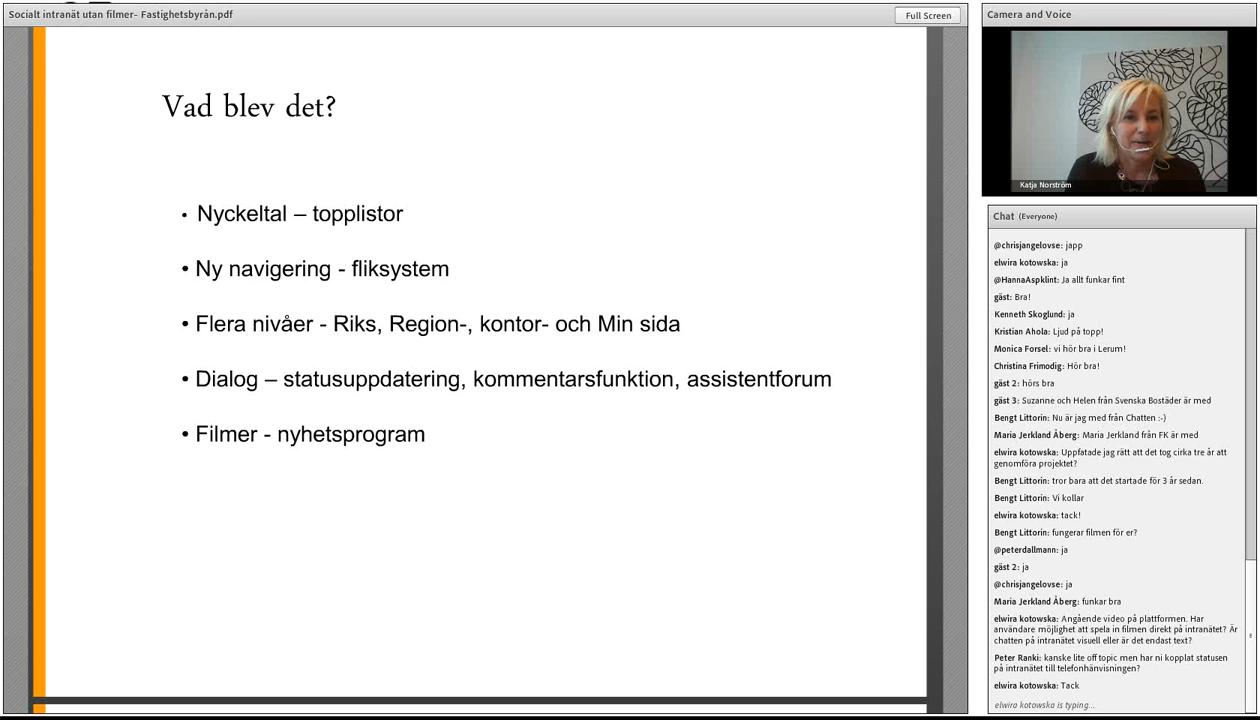 Socialt intranät utan filmer- Fastighetsbyrån.pdf
Full Screen
Vad blev det?
• Nyckeltal – topplistor
• Ny navigering - fliksystem
• Flera nivåer - Riks, Region-, kontor- och Min sida
• Dialog – statusuppdatering, kommentarsfunktion, assistentforum
• Filmer - nyhetsprogram
Camera and Voice
Katja Norström
Chat (Everyone)
@chrisjangelovse: japp
elwira kotowska: ja
@HannaAspklint: Ja allt funkar fint
gäst: Bra!
Kenneth Skoglund: ja
Kristian Ahola: Ljud på topp!
Monica Forsel: vi hör bra i Lerum!
Christina Frimodig: Hör bra!
gäst 2: hörs bra
gäst 3: Suzanne och Helen från Svenska Bostäder är med
Bengt Littorin: Nu är jag med från Chatten :-)
Maria Jerkland Åberg: Maria Jerkland från FK är med
elwira kotowska: Uppfatade jag rätt att det tog cirka tre år att
genomföra projektet?
Bengt Littorin: tror bara att det startade för 3 år sedan.
Bengt Littorin: Vi kollar
elwira kotowska: tack!
Bengt Littorin: fungerar filmen för er?
@peterdallmann: ja
gäst 2: ja
@chrisjangelovse: ja
Maria Jerkland Åberg: funkar bra
elwira kotowska: Angående video på plattformen. Har
användare möjlighet att spela in filmen direkt på intranätet? Är
chatten på intranätet visuell eller är det endast text?
Peter Ranki: kanske lite off topic men har ni kopplat statusen
på intranätet till telefonhänvisningen?
elwira kotowska: Tack
elwira kotowska is typing...